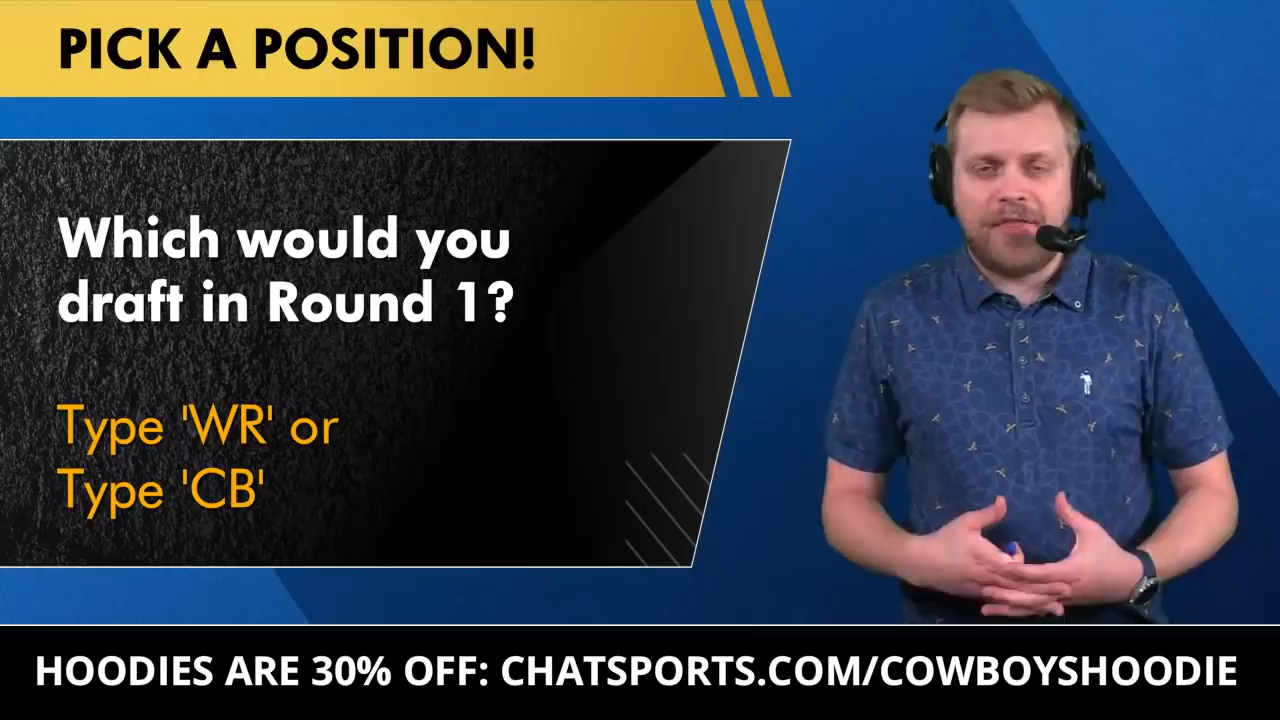 PICK A POSITION!
Which would you
draft in Round 1?
Type 'WR' or
Type 'CB'
HOODIES ARE 30% OFF: CHATSPORTS.COM/COWBOYSHOODIE